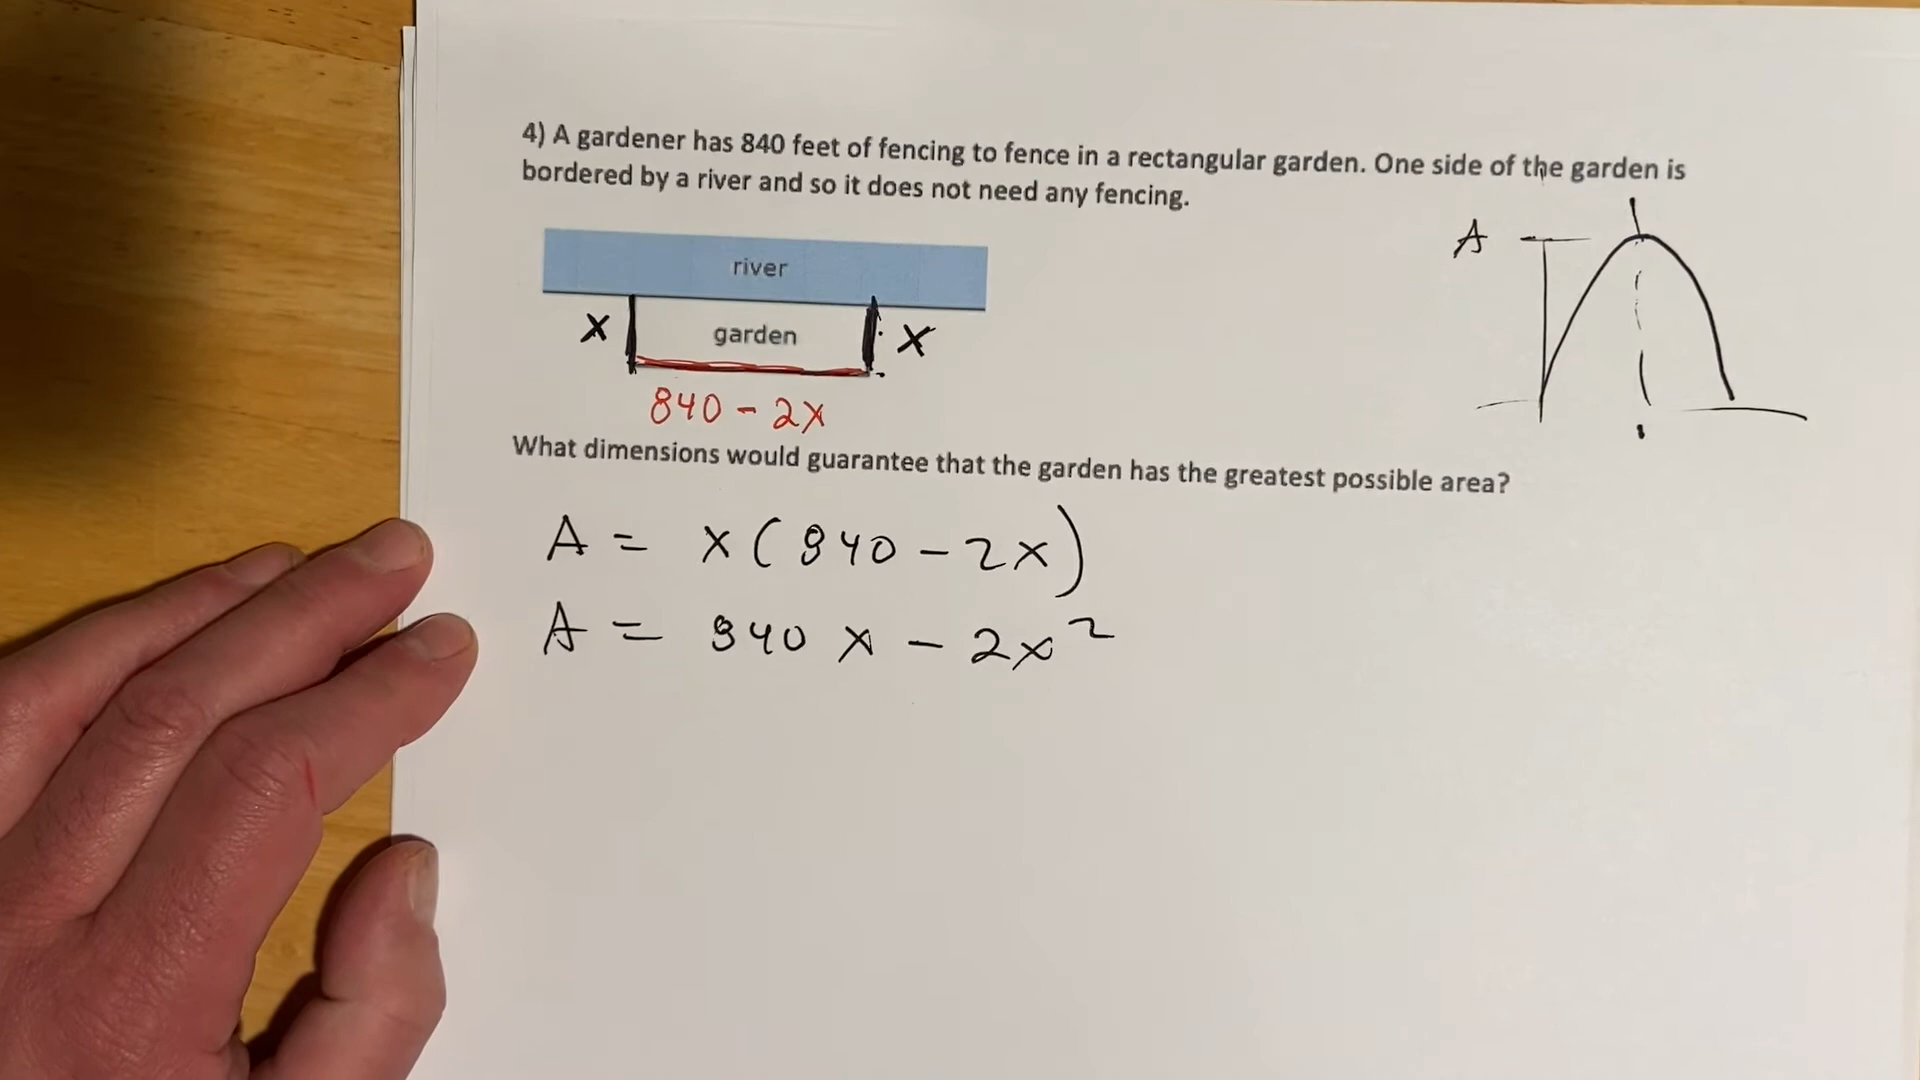 4) A gardener has 840 feet of fencing to fence in a rectangular garden. One side of the garden is
bordered by a river and so it does not need any fencing.
A
river
x garden x
840 - 2x
What dimensions would guarantee that the garden has the greatest possible area?
A = x(840-2x)
A = 840x - 2x²